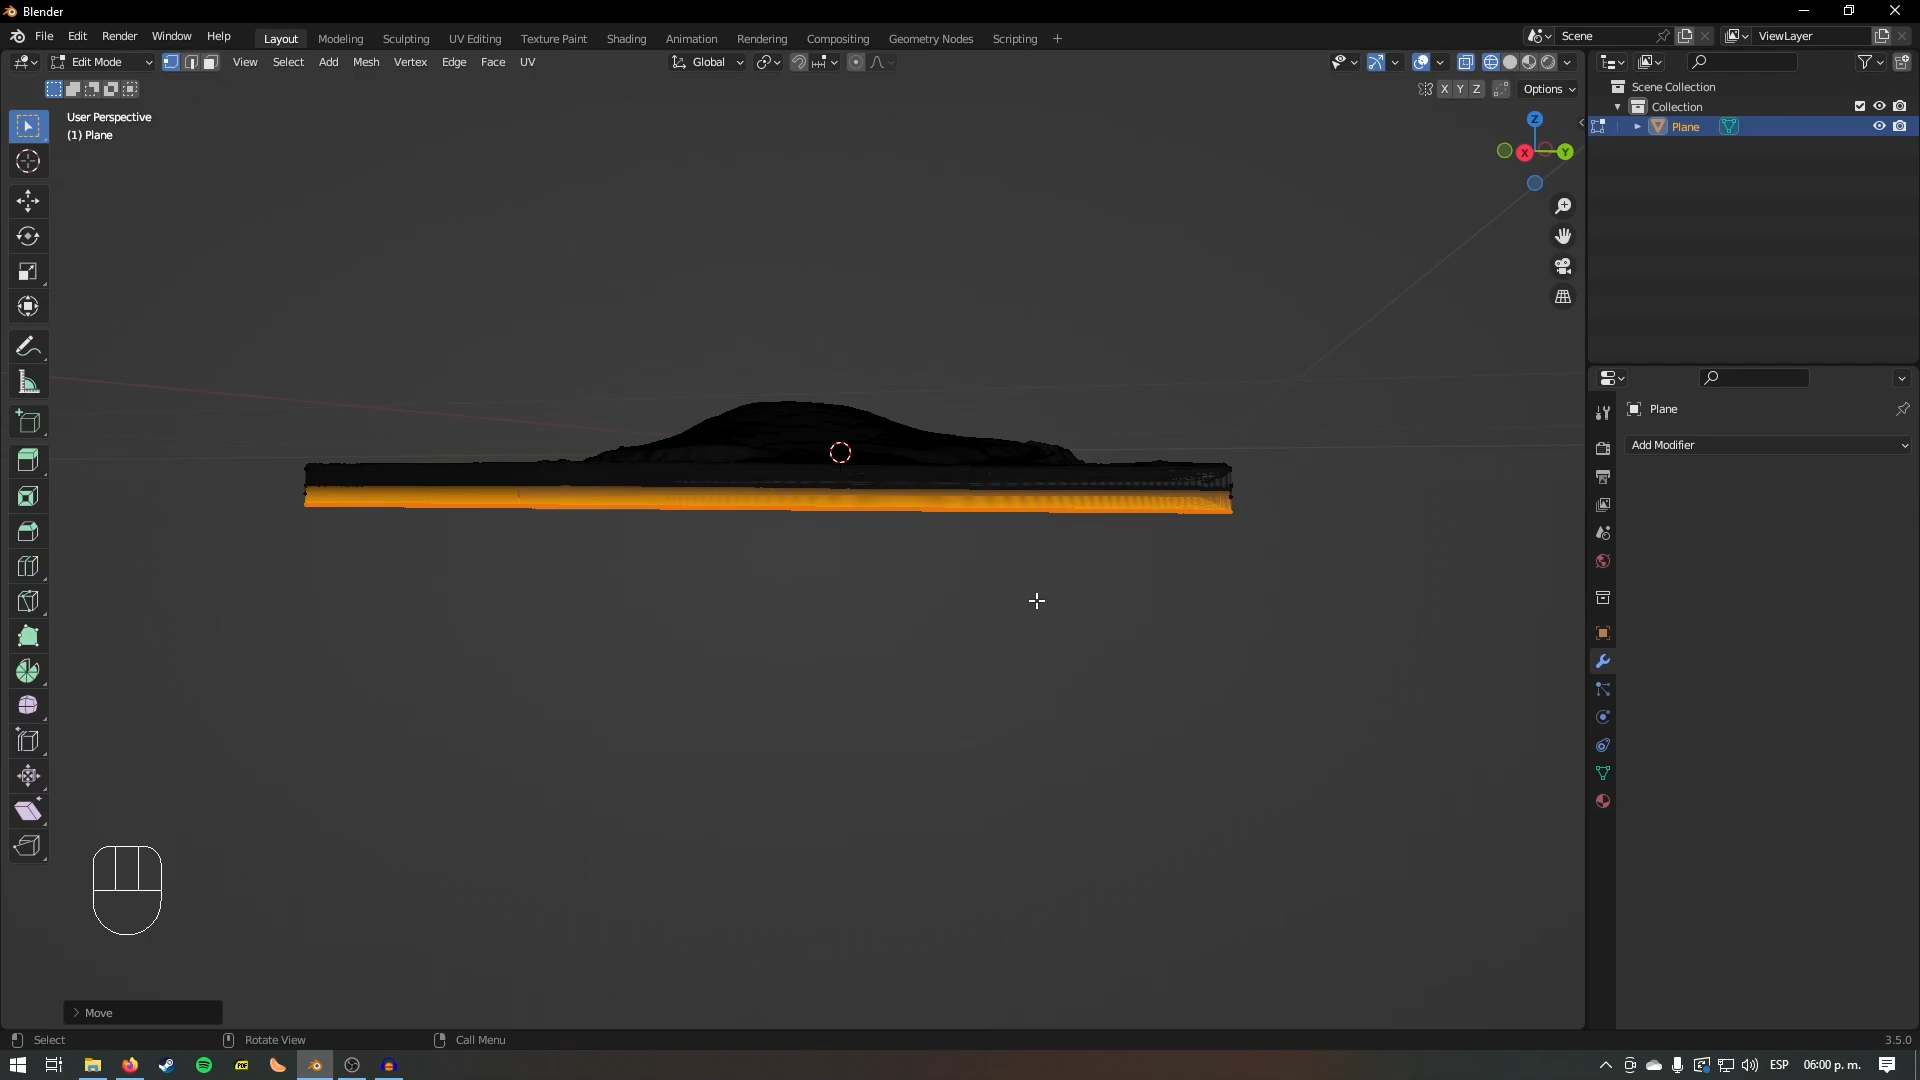 Blender
File Edit Render Window Help
Layout Modeling Sculpting UV Editing Texture Paint Shading Animation Rendering Compositing Geometry Nodes Scripting +
Scene
ViewLayer
Edit Mode
View Select Add Mesh Vertex Edge Face UV
Global
X Y Z
Options
User Perspective
(1) Plane
Z
X
Y
Scene Collection
Collection
Plane
Plane
Add Modifier
Move
Select
Rotate View
Call Menu
3.5.0
PDF
ESP
06:00 p. m.